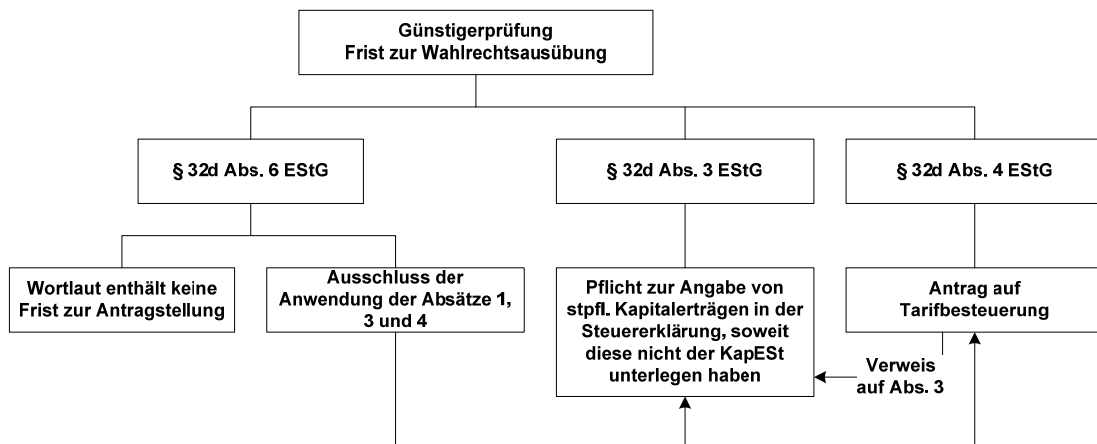 Günstigerprüfung
Frist zur Wahlrechtsausübung
§ 32d Abs. 6 EStG
§ 32d Abs. 3 EStG
§ 32d Abs. 4 EStG
Wortlaut enthält keine
Frist zur Antragstellung
Ausschluss der
Anwendung der Absätze 1,
3 und 4
Pflicht zur Angabe von
stpfl. Kapitalerträgen in der
Steuererklärung, soweit
diese nicht der KapESt
unterlegen haben
Antrag auf
Tarifbesteuerung
Verweis
auf Abs. 3